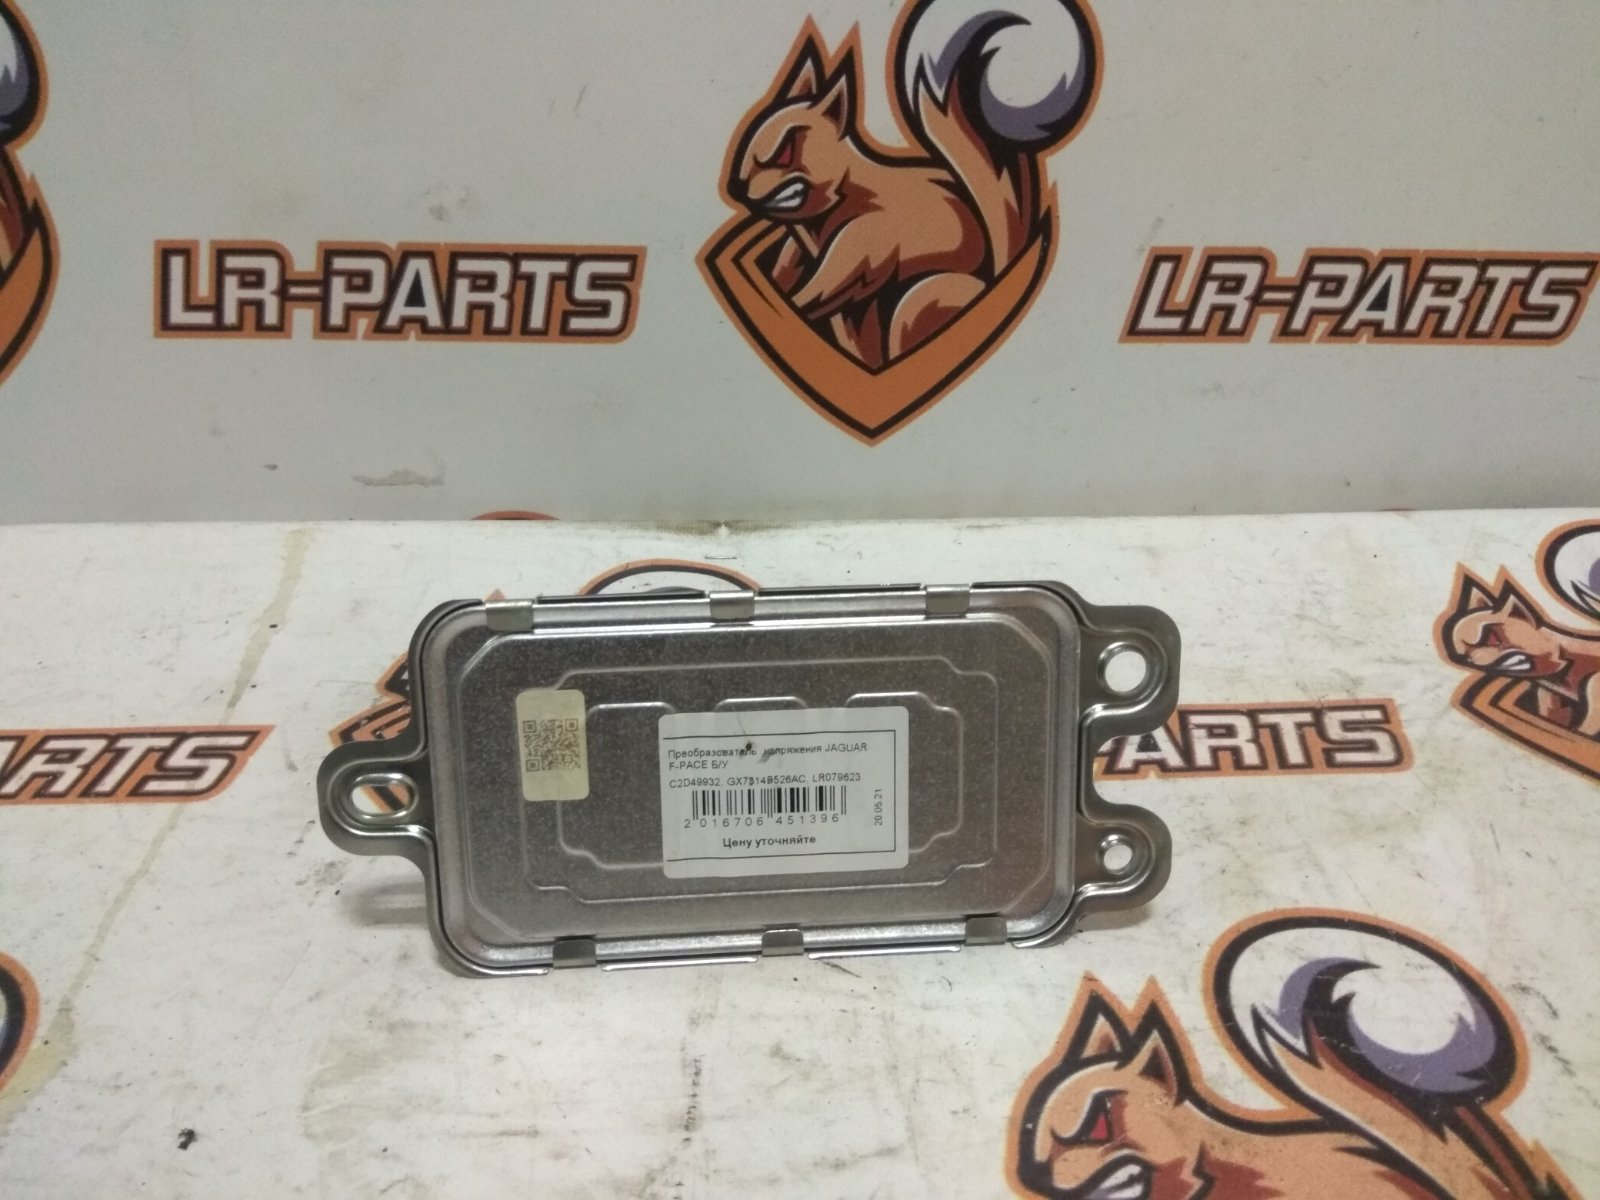 LR-PARTS
LR-PARTS
Преобразователь напряжения JAGUAR
F-PACE Б/У
C2D49932, GX7314B526AC, LR079623
2 016706 451396
20.05.21
Цену уточняйте
ARTS
PARTS